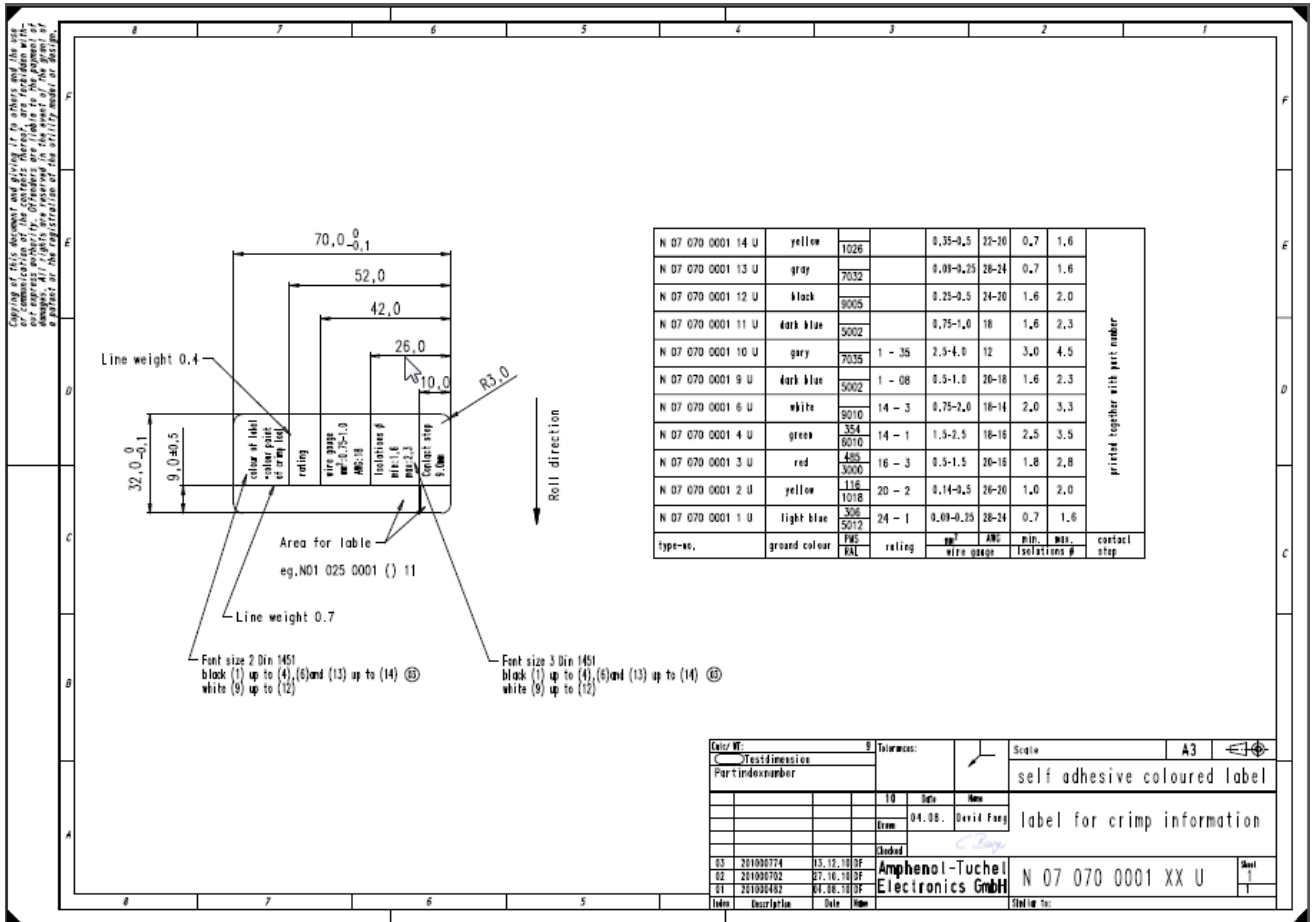 Copying of this document and giving it to others and the use
or communication of the contents thereof, are forbidden with-
out express authority. Offenders are liable to the payment of
damages. All rights are reserved in the event of the grant of
a patent or the registration of the utility model or design.
8 7 6 5 4 3 2 1
F F
E E
D D
C C
B B
A
70,0 0 -0,1
52,0
42,0
26,0
10,0
R3,0
Line weight 0.4
32,0 0 -0,1
9,0±0,5
colour of label
=colour point
of crimp tool
rating
wire gauge
mm²:0.75-1.0
AWG:18
Isolations ø
min:1,6
max:2,3
Contact step
9.0mm
Roll direction
Area for lable
eg.N01 025 0001 () 11
Line weight 0.7
Font size 2 Din 1451
black (1) up to (4),(6)and (13) up to (14) 03
white (9) up to (12)
Font size 3 Din 1451
black (1) up to (4),(6)and (13) up to (14) 03
white (9) up to (12)
N 07 070 0001 14 U yellow 1026 0,35-0,5 22-20 0,7 1,6
N 07 070 0001 13 U gray 7032 0,09-0,25 28-24 0,7 1.6
N 07 070 0001 12 U black 9005 0.25-0.5 24-20 1.6 2.0
N 07 070 0001 11 U dark blue 5002 0,75-1,0 18 1,6 2,3
N 07 070 0001 10 U gary 7035 1 - 35 2.5-4.0 12 3,0 4,5
N 07 070 0001 9 U dark blue 5002 1 - 08 0.5-1.0 20-18 1.6 2.3
N 07 070 0001 6 U white 9010 14 - 3 0,75-2,0 18-14 2,0 3,3
N 07 070 0001 4 U green 354 6010 14 - 1 1,5-2,5 18-16 2,5 3,5
N 07 070 0001 3 U red 485 3000 16 - 3 0,5-1,5 20-16 1,8 2,8
N 07 070 0001 2 U yellow 116 1018 20 - 2 0,14-0,5 26-20 1,0 2,0
N 07 070 0001 1 U light blue 306 5012 24 - 1 0.09-0.25 28-24 0.7 1.6
printed together with part number
type-no. ground colour PMS RAL rating mm² AWG min. max. contact
wire gauge Isolations ø step
9 Tolerances: Scale A3
Testdimension
Partindexnumber
self adhesive coloured label
10 Date Name
Drawn 04.08. David Fang
label for crimp information
Checked
03 201000774 13.12.10 DF
02 201000702 27.10.10 DF
01 201000482 04.08.10 DF
Index Description Date Name
Amphenol-Tuchel
Electronics GmbH
N 07 070 0001 XX U
Sheet
1
1
Similar to: